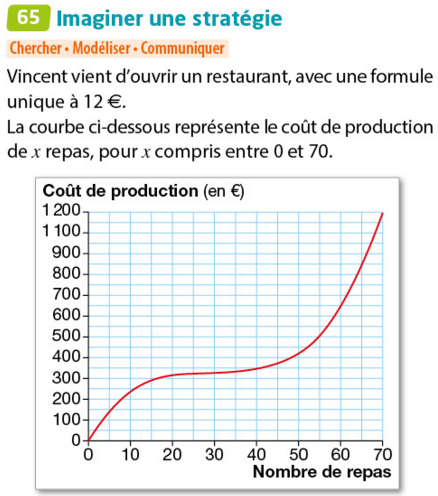 65 Imaginer une stratégie
Chercher • Modéliser • Communiquer
Vincent vient d'ouvrir un restaurant, avec une formule
unique à 12 €.
La courbe ci-dessous représente le coût de production
de x repas, pour x compris entre 0 et 70.
Coût de production (en €)
1 200
1 100
900
800
700
600
500
400
300
200
100
0
0 10 20 30 40 50 60 70
Nombre de repas